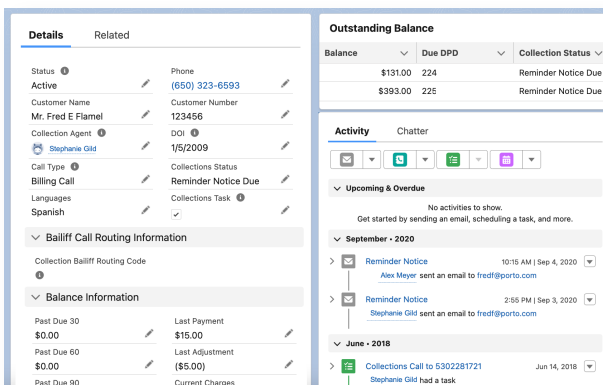 Details Related
Status
Phone
Active
(650) 323-6593
Customer Name
Customer Number
Mr. Fred E Flamel
123456
Collection Agent
DOI
Stephanie Gild
1/5/2009
Call Type
Collections Status
Billing Call
Reminder Notice Due
Languages
Collections Task
Spanish
Bailiff Call Routing Information
Collection Bailiff Routing Code
Balance Information
Past Due 30
Last Payment
$0.00
$15.00
Past Due 60
Last Adjustment
$0.00
($5.00)
Past Due 90
Current Charges
Outstanding Balance
Balance Due DPD Collection Status
$131.00 224 Reminder Notice Due
$393.00 225 Reminder Notice Due
Activity Chatter
Upcoming & Overdue
No activities to show.
Get started by sending an email, scheduling a task, and more.
September • 2020
Reminder Notice 10:15 AM | Sep 4, 2020
Alex Meyer sent an email to fredf@porto.com
Reminder Notice 2:55 PM | Sep 3, 2020
Stephanie Gild sent an email to fredf@porto.com
June • 2018
Collections Call to 5302281721 Jun 14, 2018
Stephanie Gild had a task